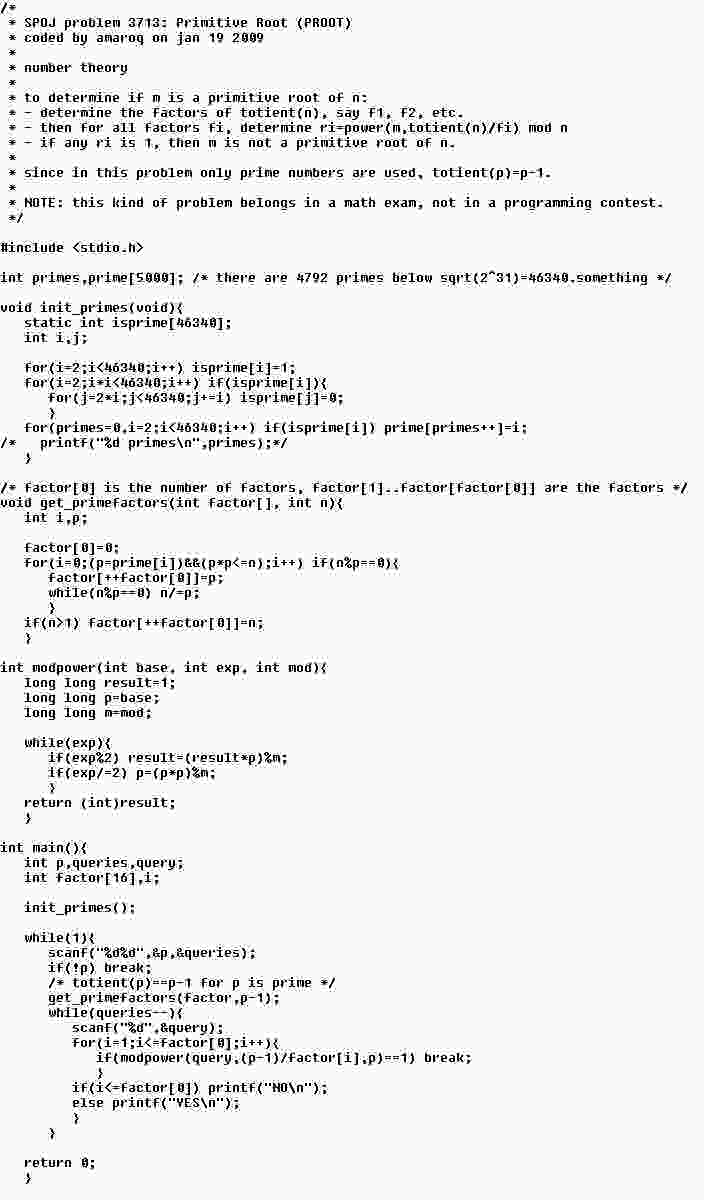 /*
 * SPOJ problem 3713: Primitive Root (PROOT)
 * coded by amaroq on jan 19 2009
 *
 * number theory
 *
 * to determine if m is a primitive root of n:
 * - determine the factors of totient(n), say f1, f2, etc.
 * - then for all factors fi, determine ri=power(m,totient(n)/fi) mod n
 * - if any ri is 1, then m is not a primitive root of n.
 *
 * since in this problem only prime numbers are used, totient(p)=p-1.
 *
 * NOTE: this kind of problem belongs in a math exam, not in a programming contest.
 */

#include <stdio.h>

int primes,prime[5000]; /* there are 4792 primes below sqrt(2^31)=46340.something */

void init_primes(void){
   static int isprime[46340];
   int i,j;

   for(i=2;i<46340;i++) isprime[i]=1;
   for(i=2;i*i<46340;i++) if(isprime[i]){
      for(j=2*i;j<46340;j+=i) isprime[j]=0;
      }
   for(primes=0,i=2;i<46340;i++) if(isprime[i]) prime[primes++]=i;
/*   printf("%d primes\n",primes);*/
   }

/* factor[0] is the number of factors, factor[1]..factor[factor[0]] are the factors */
void get_primefactors(int factor[], int n){
   int i,p;

   factor[0]=0;
   for(i=0;(p=prime[i])&&(p*p<=n);i++) if(n%p==0){
      factor[++factor[0]]=p;
      while(n%p==0) n/=p;
      }
   if(n>1) factor[++factor[0]]=n;
   }

int modpower(int base, int exp, int mod){
   long long result=1;
   long long p=base;
   long long m=mod;

   while(exp){
      if(exp%2) result=(result*p)%m;
      if(exp/=2) p=(p*p)%m;
      }
   return (int)result;
   }

int main(){
   int p,queries,query;
   int factor[16],i;

   init_primes();

   while(1){
      scanf("%d%d",&p,&queries);
      if(!p) break;
      /* totient(p)==p-1 for p is prime */
      get_primefactors(factor,p-1);
      while(queries--){
         scanf("%d",&query);
         for(i=1;i<=factor[0];i++){
            if(modpower(query,(p-1)/factor[i],p)==1) break;
            }
         if(i<=factor[0]) printf("NO\n");
         else printf("YES\n");
         }
      }

   return 0;
   }